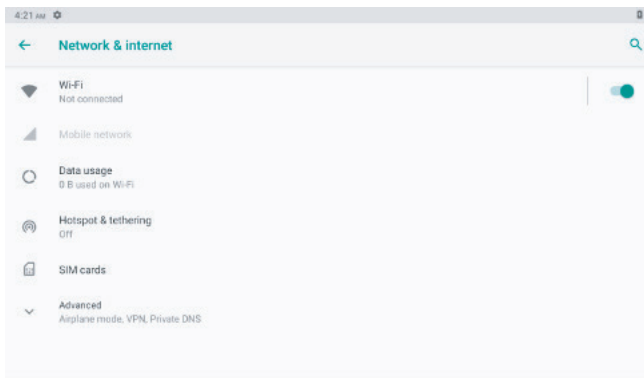 4:21 AM
Network & internet
Wi-Fi
Not connected
Mobile network
Data usage
0 B used on Wi-Fi
Hotspot & tethering
Off
SIM cards
Advanced
Airplane mode, VPN, Private DNS